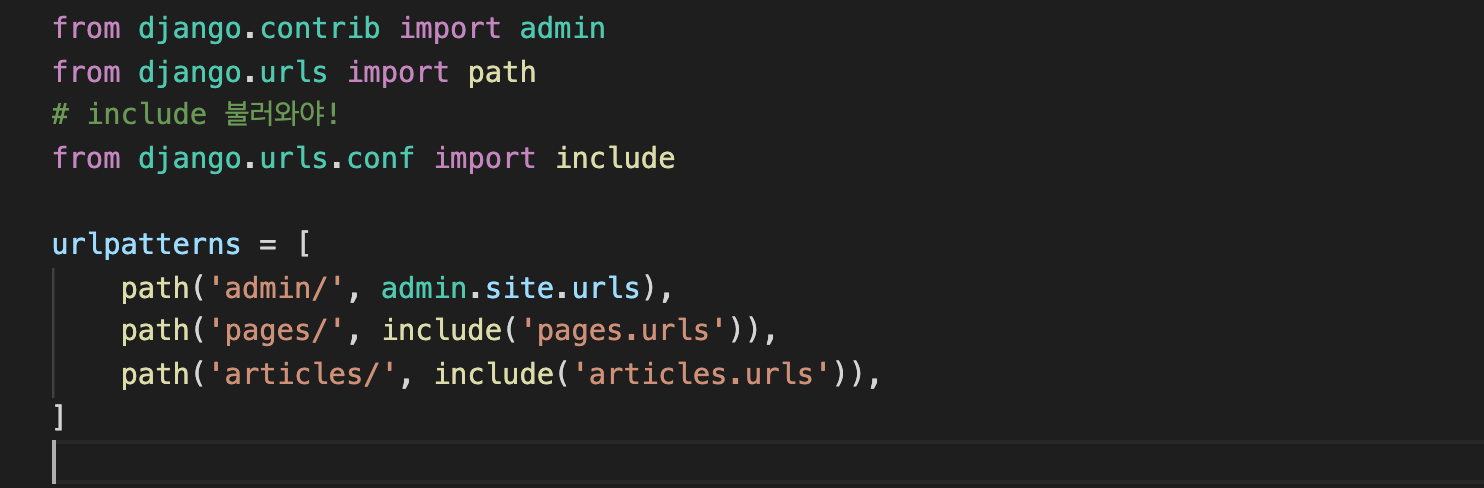 from django.contrib import admin
from django.urls import path
# include 불러와야!
from django.urls.conf import include
urlpatterns = [
    path('admin/', admin.site.urls),
    path('pages/', include('pages.urls')),
    path('articles/', include('articles.urls')),
]